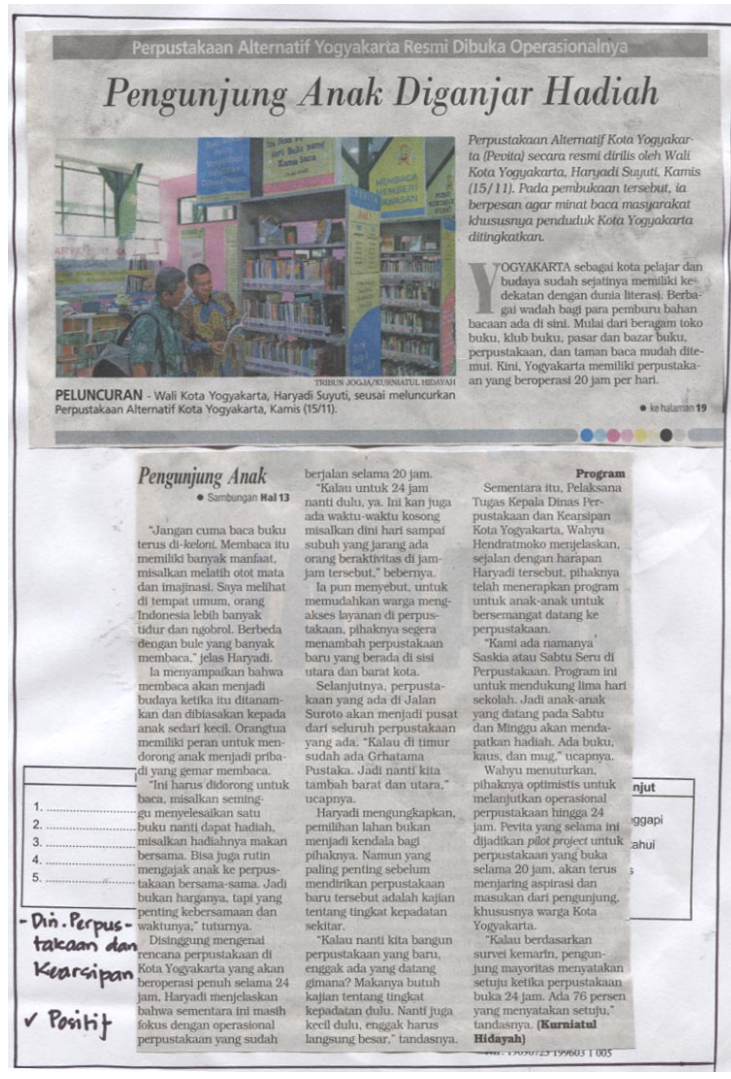 Perpustakaan Alternatif Yogyakarta Resmi Dibuka Operasionalnya
Pengunjung Anak Diganjar Hadiah
Perpustakaan Alternatif Kota Yogyakar-
ta (Pevita) secara resmi dirilis oleh Wali
Kota Yogyakarta, Haryadi Suyuti, Kamis
(15/11). Pada pembukaan tersebut, ia
berpesan agar minat baca masyarakat
khususnya penduduk Kota Yogyakarta
ditingkatkan.
YOGYAKARTA sebagai kota pelajar dan
budaya sudah sejatinya memiliki ke-
dekatan dengan dunia literasi. Berba-
gai wadah bagi para pemburu bahan
bacaan ada di sini. Mulai dari beragam toko
buku, klub buku, pasar dan bazar buku,
perpustakaan, dan taman baca mudah dite-
mui. Kini, Yogyakarta memiliki perpustaka-
an yang beroperasi 20 jam per hari.
● ke halaman 19
MEMBACA
MEMBERI
WAWASAN
TRIBUN JOGJA/KURNIATUL HIDAYAH
PELUNCURAN - Wali Kota Yogyakarta, Haryadi Suyuti, seusai meluncurkan
Perpustakaan Alternatif Kota Yogyakarta, Kamis (15/11).
Pengunjung Anak
● Sambungan Hal 13
"Jangan cuma baca buku
terus di-keloni. Membaca itu
memiliki banyak manfaat,
misalkan melatih otot mata
dan imajinasi. Saya melihat
di tempat umum, orang
Indonesia lebih banyak
tidur dan ngobrol. Berbeda
dengan bule yang banyak
membaca," jelas Haryadi.
Ia menyampaikan bahwa
membaca akan menjadi
budaya ketika itu ditanam-
kan dan dibiasakan kepada
anak sedari kecil. Orangtua
memiliki peran untuk men-
dorong anak menjadi priba-
di yang gemar membaca.
"Ini harus didorong untuk
baca, misalkan seming-
gu menyelesaikan satu
buku nanti dapat hadiah,
misalkan hadiahnya makan
bersama. Bisa juga rutin
mengajak anak ke perpus-
takaan bersama-sama. Jadi
bukan harganya, tapi yang
penting kebersamaan dan
waktunya," tuturnya.
Disinggung mengenai
rencana perpustakaan di
Kota Yogyakarta yang akan
beroperasi penuh selama 24
jam, Haryadi menjelaskan
bahwa sementara ini masih
fokus dengan operasional
perpustakaan yang sudah
berjalan selama 20 jam.
"Kalau untuk 24 jam
nanti dulu, ya. Ini kan juga
ada waktu-waktu kosong
misalkan dini hari sampai
subuh yang jarang ada
orang beraktivitas di jam-
jam tersebut," bebernya.
Ia pun menyebut, untuk
memudahkan warga meng-
akses layanan di perpus-
takaan, pihaknya segera
menambah perpustakaan
baru yang berada di sisi
utara dan barat kota.
Selanjutnya, perpusta-
kaan yang ada di Jalan
Suroto akan menjadi pusat
dari seluruh perpustakaan
yang ada. "Kalau di timur
sudah ada Grhatama
Pustaka. Jadi nanti kita
tambah barat dan utara,"
ucapnya.
Haryadi mengungkapkan,
pemilihan lahan bukan
menjadi kendala bagi
pihaknya. Namun yang
paling penting sebelum
mendirikan perpustakaan
baru tersebut adalah kajian
tentang tingkat kepadatan
sekitar.
"Kalau nanti kita bangun
perpustakaan yang baru,
enggak ada yang datang
gimana? Makanya butuh
kajian tentang tingkat
kepadatan dulu. Nanti juga
kecil dulu, enggak harus
langsung besar," tandasnya.
Program
Sementara itu, Pelaksana
Tugas Kepala Dinas Per-
pustakaan dan Kearsipan
Kota Yogyakarta, Wahyu
Hendratmoko menjelaskan,
sejalan dengan harapan
Haryadi tersebut, pihaknya
telah menerapkan program
untuk anak-anak untuk
bersemangat datang ke
perpustakaan.
"Kami ada namanya
Saskia atau Sabtu Seru di
Perpustakaan. Program ini
untuk mendukung lima hari
sekolah. Jadi anak-anak
yang datang pada Sabtu
dan Minggu akan menda-
patkan hadiah. Ada buku,
kaus, dan mug," ucapnya.
Wahyu menuturkan,
pihaknya optimistis untuk
melanjutkan operasional
perpustakaan hingga 24
jam. Pevita yang selama ini
dijadikan pilot project untuk
perpustakaan yang buka
selama 20 jam, akan terus
menjaring aspirasi dan
masukan dari pengunjung,
khususnya warga Kota
Yogyakarta.
"Kalau berdasarkan
survei kemarin, pengun-
jung mayoritas menyatakan
setuju ketika perpustakaan
buka 24 jam. Ada 76 persen
yang menyatakan setuju,"
tandasnya. (Kurniatul
Hidayah)
1.
2.
3.
4.
5.
njut
ggapi
ahui
s
- Din. Perpus-
takaan dan
Kearsipan
✓ Positif